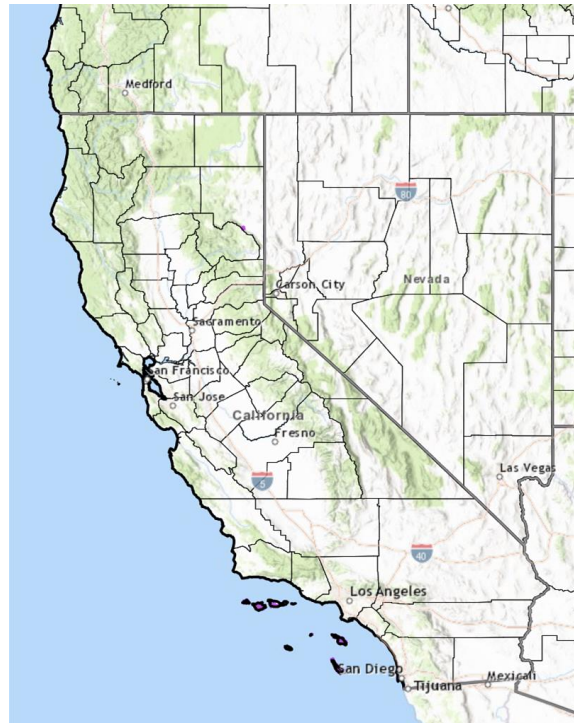 Medford
80
Carson City
Nevada
Sacramento
San Francisco
San Jose
California
Fresno
5
Las Vegas
40
Los Angeles
San Diego
Tijuana
Mexicali